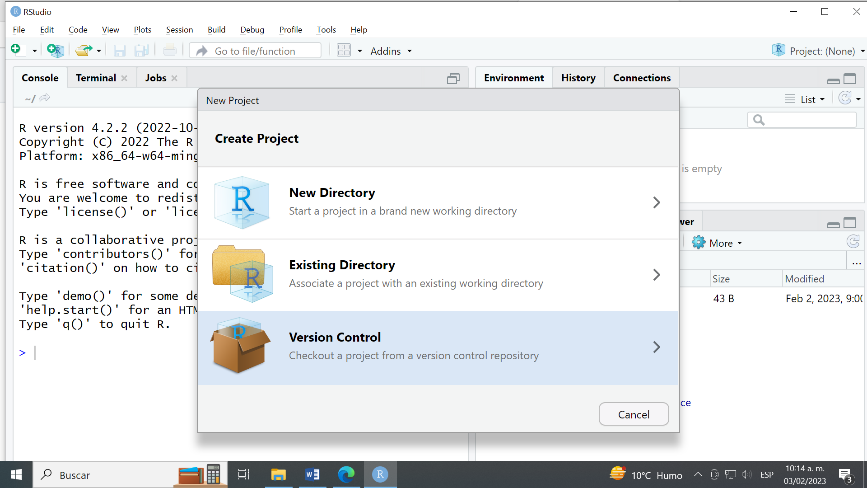 RStudio
File Edit Code View Plots Session Build Debug Profile Tools Help
Go to file/function Addins Project: (None)
Console Terminal Jobs Environment History Connections
~/ List
R version 4.2.2 (2022-10-
Copyright (C) 2022 The R
Platform: x86_64-w64-ming
R is free software and co
You are welcome to redist
Type 'license()' or 'lice
R is a collaborative proj
Type 'contributors()' for
'citation()' on how to ci
Type 'demo()' for some de
'help.start()' for an HTM
Type 'q()' to quit R.
>
New Project
Create Project
New Directory
Start a project in a brand new working directory
Existing Directory
Associate a project with an existing working directory
Version Control
Checkout a project from a version control repository
Cancel
is empty
wer
More
Size Modified
43 B Feb 2, 2023, 9:00
ce
Buscar
10°C Humo
ESP
10:14 a. m.
03/02/2023
3